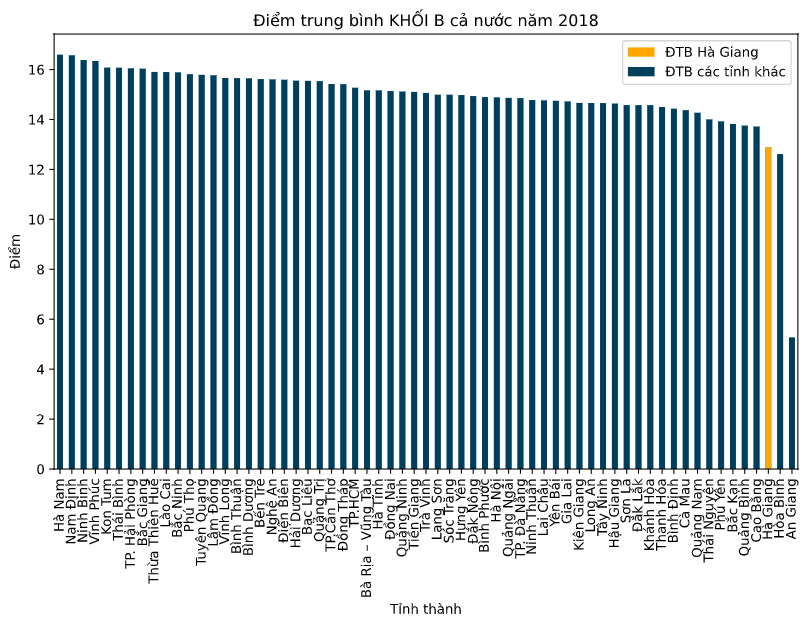 Điểm trung bình KHỐI B cả nước năm 2018
ĐTB Hà Giang
ĐTB các tỉnh khác
Điểm
16
14
12
10
8
6
4
2
0
Hà Nam
Nam Định
Ninh Bình
Vĩnh Phúc
Kon Tum
Thái Bình
TP. Hải Phòng
Bắc Giang
Thừa Thiên Huế
Lào Cai
Bắc Ninh
Phú Thọ
Tuyên Quang
Lâm Đồng
Vĩnh Long
Bình Thuận
Bình Dương
Bến Tre
Nghệ An
Điện Biên
Hải Dương
Bạc Liêu
Quảng Trị
TP.Cần Thơ
Đồng Tháp
TP.HCM
Bà Rịa – Vũng Tàu
Hà Tĩnh
Đồng Nai
Quảng Ninh
Tiền Giang
Trà Vinh
Lạng Sơn
Sóc Trăng
Hưng Yên
Đắk Nông
Bình Phước
Hà Nội
Quảng Ngãi
TP. Đà Nẵng
Ninh Thuận
Lai Châu
Yên Bái
Gia Lai
Kiên Giang
Long An
Tây Ninh
Hậu Giang
Sơn La
Đắk Lắk
Khánh Hòa
Thanh Hóa
Bình Định
Cà Mau
Quảng Nam
Thái Nguyên
Phú Yên
Bắc Kạn
Quảng Bình
Cao Bằng
Hà Giang
Hòa Bình
An Giang
Tỉnh thành